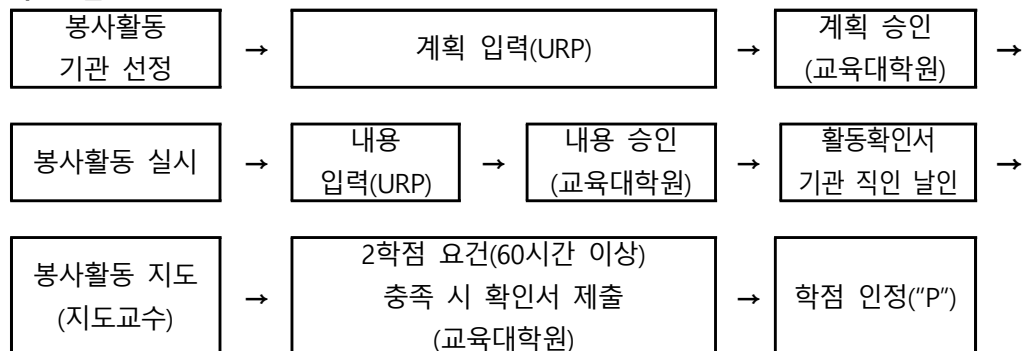 봉사활동
기관 선정
→
계획 입력(URP)
→
계획 승인
(교육대학원)
→
봉사활동 실시
→
내용
입력(URP)
→
내용 승인
(교육대학원)
→
활동확인서
기관 직인 날인
→
봉사활동 지도
(지도교수)
→
2학점 요건(60시간 이상)
충족 시 확인서 제출
(교육대학원)
→
학점 인정("P")